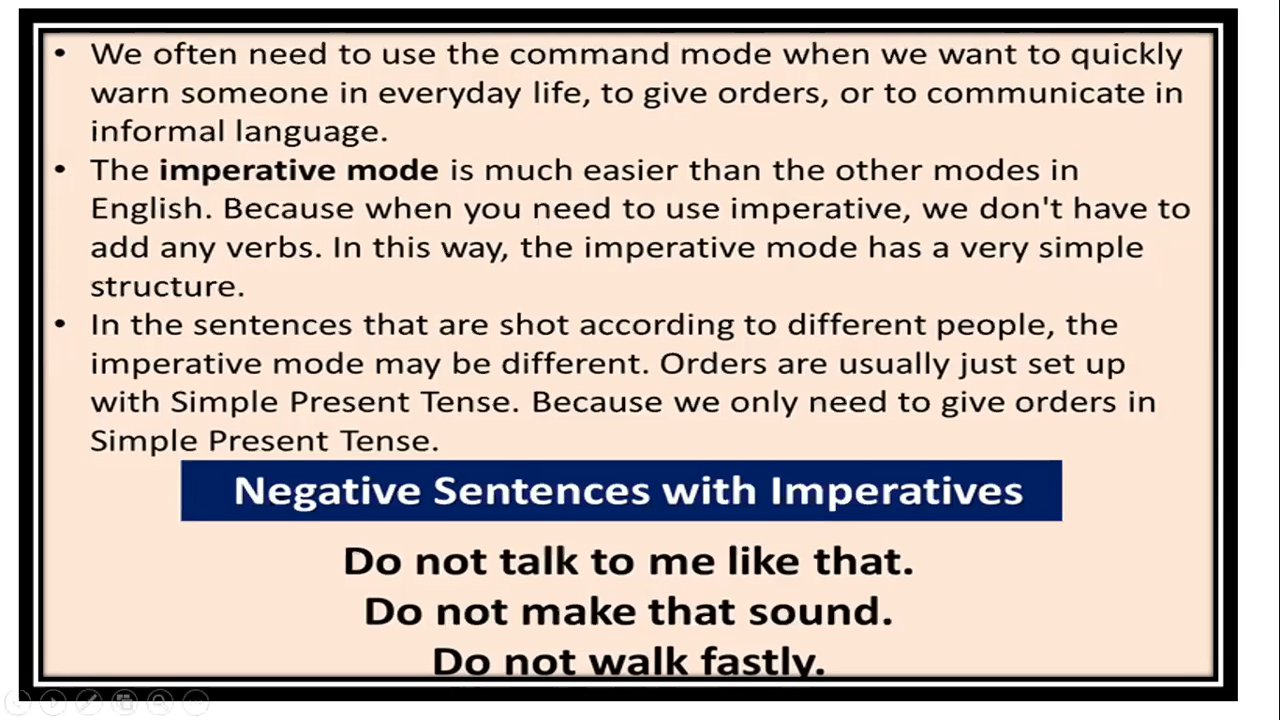 • We often need to use the command mode when we want to quickly
warn someone in everyday life, to give orders, or to communicate in
informal language.
• The imperative mode is much easier than the other modes in
English. Because when you need to use imperative, we don't have to
add any verbs. In this way, the imperative mode has a very simple
structure.
• In the sentences that are shot according to different people, the
imperative mode may be different. Orders are usually just set up
with Simple Present Tense. Because we only need to give orders in
Simple Present Tense.
Negative Sentences with Imperatives
Do not talk to me like that.
Do not make that sound.
Do not walk fastly.